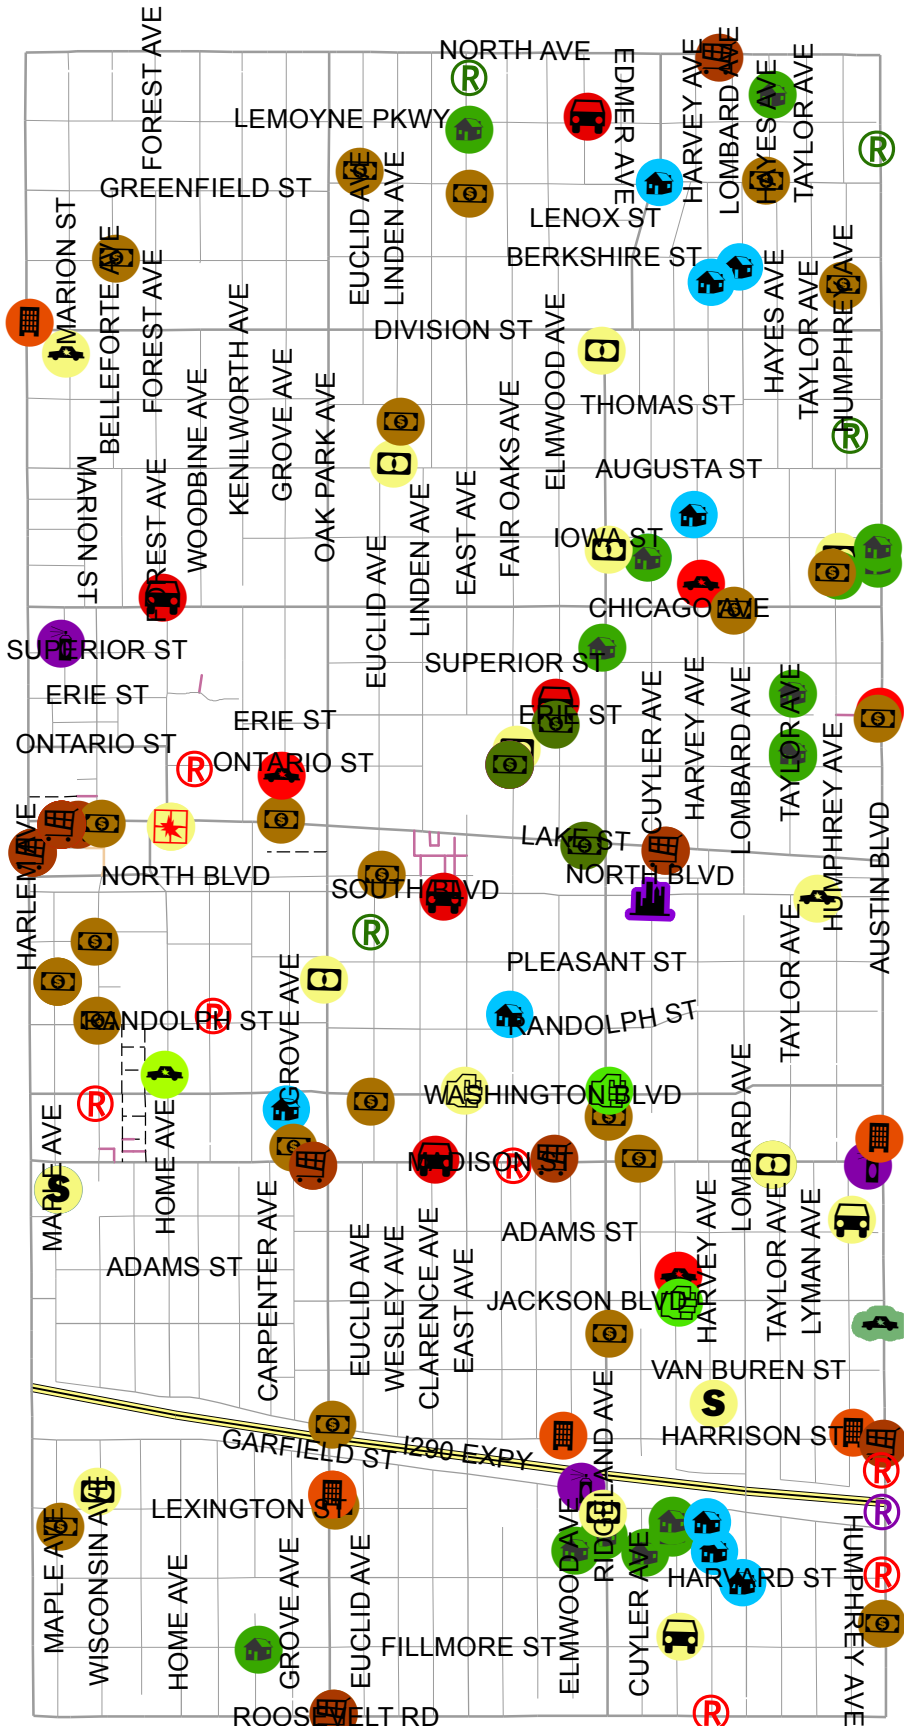 NORTH AVE
FOREST AVE
EDMER AVE
HARVEY AVE
LOMBARD AVE
HAYES AVE
TAYLOR AVE
®
LEMOYNE PKWY
®
GREENFIELD ST
EUCLID AVE
LINDEN AVE
LENOX ST
BERKSHIRE ST
MARION ST
BELLEFORTE AVE
FOREST AVE
DIVISION ST
HAYES AVE
TAYLOR AVE
HUMPHREY AVE
KENILWORTH AVE
ELMWOOD AVE
THOMAS ST
WOODBINE AVE
GROVE AVE
OAK PARK AVE
FAIR OAKS AVE
®
MARION ST
FOREST AVE
AUGUSTA ST
EAST AVE
LINDEN AVE
EUCLID AVE
IOWA ST
CHICAGO AVE
SUPERIOR ST
SUPERIOR ST
ERIE ST
ERIE ST
ERIE ST
CUYLER AVE
HARVEY AVE
LOMBARD AVE
TAYLOR AVE
ONTARIO ST
®
ONTARIO ST
HUMPHREY AVE
AUSTIN BLVD
LAKE ST
HARLEM AVE
NORTH BLVD
SOUTH BLVD
NORTH BLVD
®
PLEASANT ST
TAYLOR AVE
GROVE AVE
RANDOLPH ST
®
RANDOLPH ST
WASHINGTON BLVD
®
LOMBARD AVE
MAPLE AVE
HOME AVE
MADISON ST
®
S
CARPENTER AVE
EUCLID AVE
WESLEY AVE
CLARENCE AVE
EAST AVE
ADAMS ST
HARVEY AVE
TAYLOR AVE
LYMAN AVE
ADAMS ST
JACKSON BLVD
VAN BUREN ST
S
GARFIELD ST
I290 EXPY
RIDGELAND AVE
HARRISON ST
®
LEXINGTON ST
®
MAPLE AVE
WISCONSIN AVE
HOME AVE
GROVE AVE
EUCLID AVE
ELMWOOD AVE
CUYLER AVE
HARVARD ST
®
HUMPHREY AVE
FILLMORE ST
ROOSEVELT RD
®